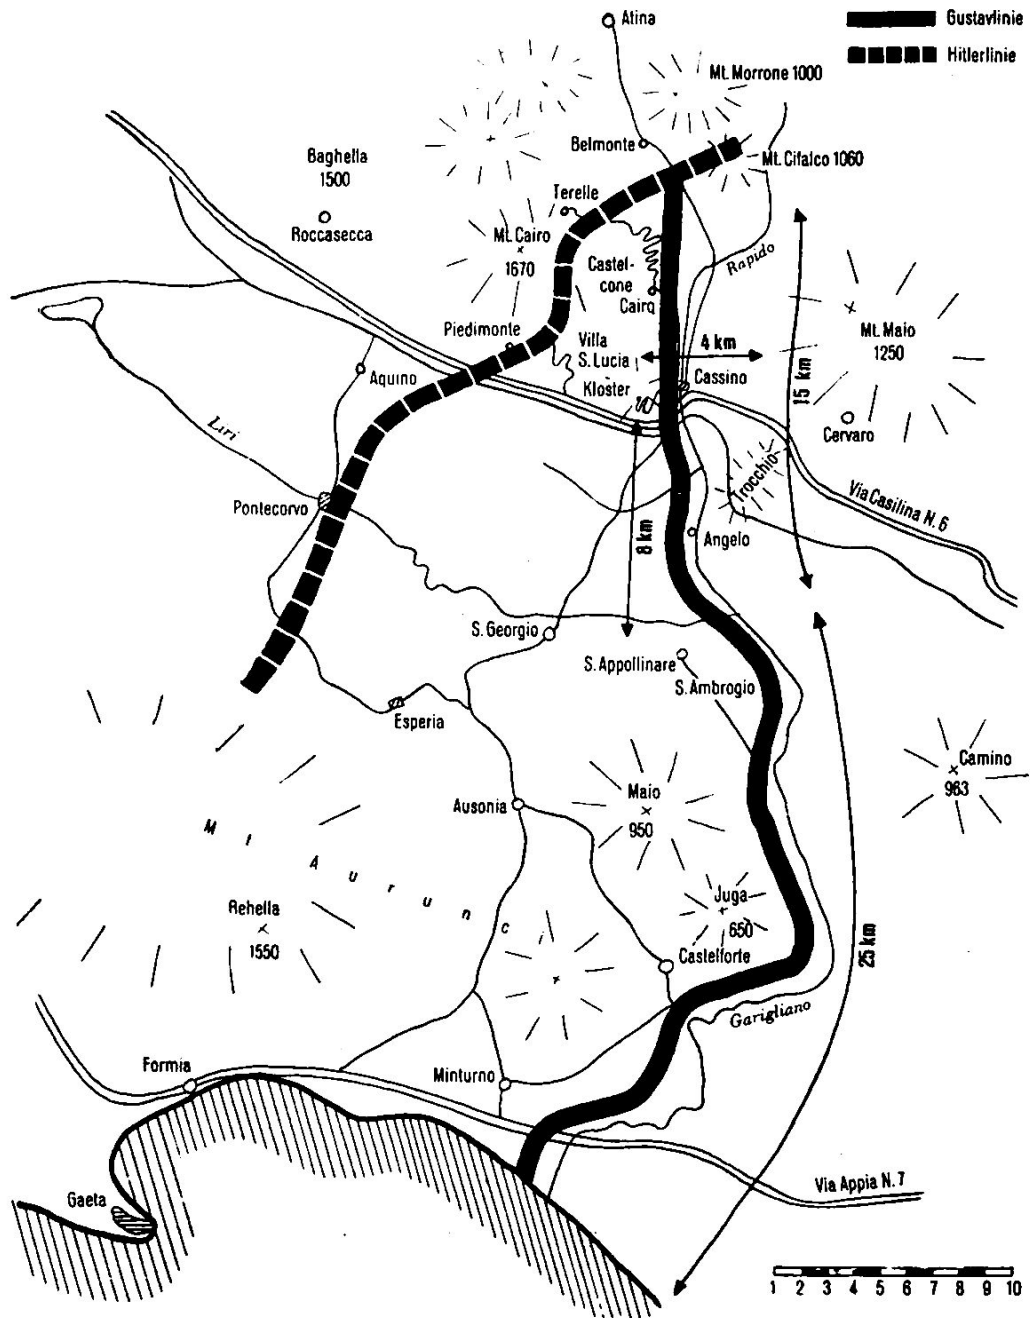 Atina
Gustavlinie
Hitlerlinie
Mt. Morrone 1000
Belmonte
Mt. Cifalco 1060
Baghella
1500
Terelle
Roccasecca
Mt. Cairo
1670
Castel-
cone
Cairo
Rapido
Mt. Maio
1250
Piedimonte
Villa
S. Lucia
4 km
Kloster
Cassino
Aquino
15 km
Cervaro
Liri
Trocchio
Via Casilina N. 6
Pontecorvo
8 km
Angelo
S. Georgio
S. Appollinare
S. Ambrogio
Esperia
Camino
963
Maio
950
Ausonia
Mt Aurunc
Juga
650
Rehella
1550
Castelforte
25 km
Garigliano
Formia
Minturno
Via Appia N. 7
Gaeta
1 2 3 4 5 6 7 8 9 10